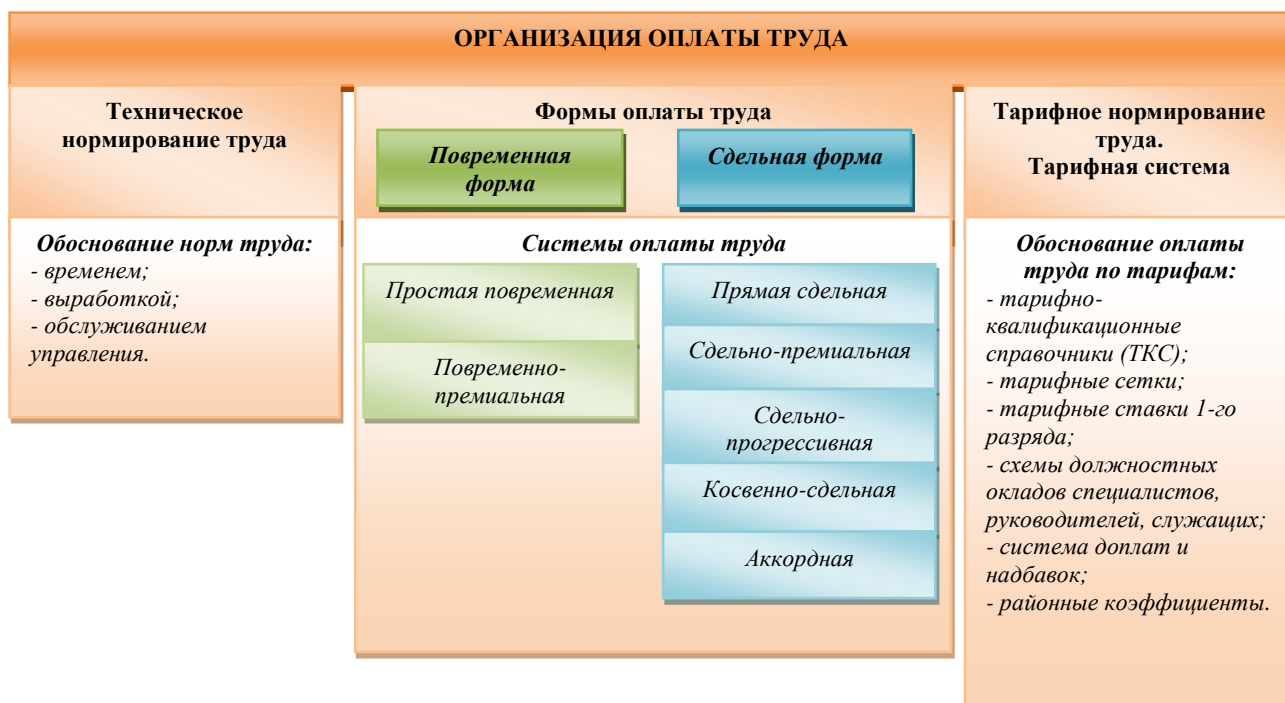 ОРГАНИЗАЦИЯ ОПЛАТЫ ТРУДА
Техническое
нормирование труда
Обоснование норм труда:
- временем;
- выработкой;
- обслуживанием
управления.
Формы оплаты труда
Повременная
форма
Сдельная форма
Системы оплаты труда
Простая повременная
Повременно-
премиальная
Прямая сдельная
Сдельно-премиальная
Сдельно-
прогрессивная
Косвенно-сдельная
Аккордная
Тарифное нормирование
труда.
Тарифная система
Обоснование оплаты
труда по тарифам:
- тарифно-
квалификационные
справочники (ТКС);
- тарифные сетки;
- тарифные ставки 1-го
разряда;
- схемы должностных
окладов специалистов,
руководителей, служащих;
- система доплат и
надбавок;
- районные коэффициенты.